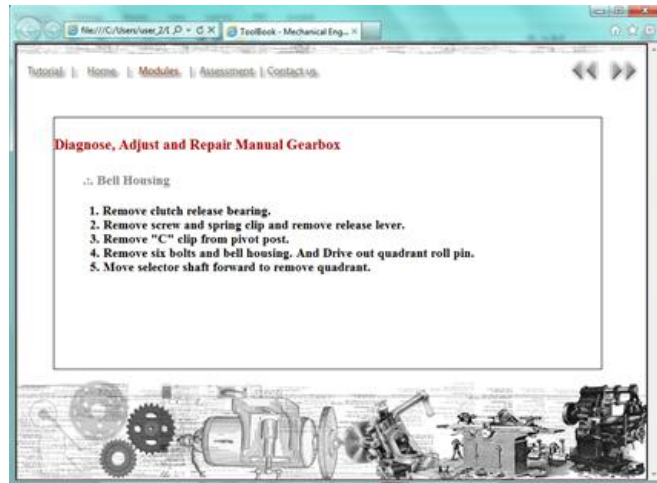 file:///C:/Users/user_2/
ToolBook - Mechanical Eng...
Tutorial | Home | Modules | Assessment | Contact us
Diagnose, Adjust and Repair Manual Gearbox
.:. Bell Housing
1. Remove clutch release bearing.
2. Remove screw and spring clip and remove release lever.
3. Remove "C" clip from pivot post.
4. Remove six bolts and bell housing. And Drive out quadrant roll pin.
5. Move selector shaft forward to remove quadrant.